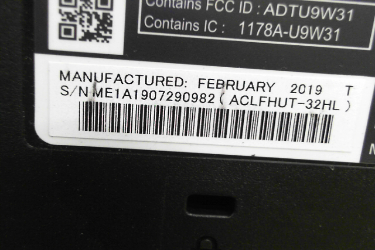 Contains FCC ID : ADTU9W31
Contains IC : 1178A-U9W31
MANUFACTURED: FEBRUARY 2019 T
S/N ME1A1907290982 ( ACLFHUT-32HL )